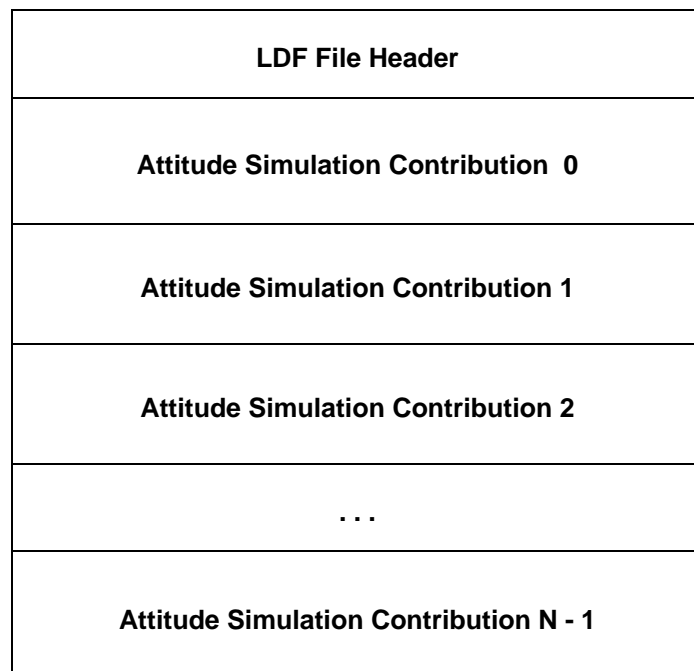 LDF File Header
Attitude Simulation Contribution 0
Attitude Simulation Contribution 1
Attitude Simulation Contribution 2
. . .
Attitude Simulation Contribution N - 1